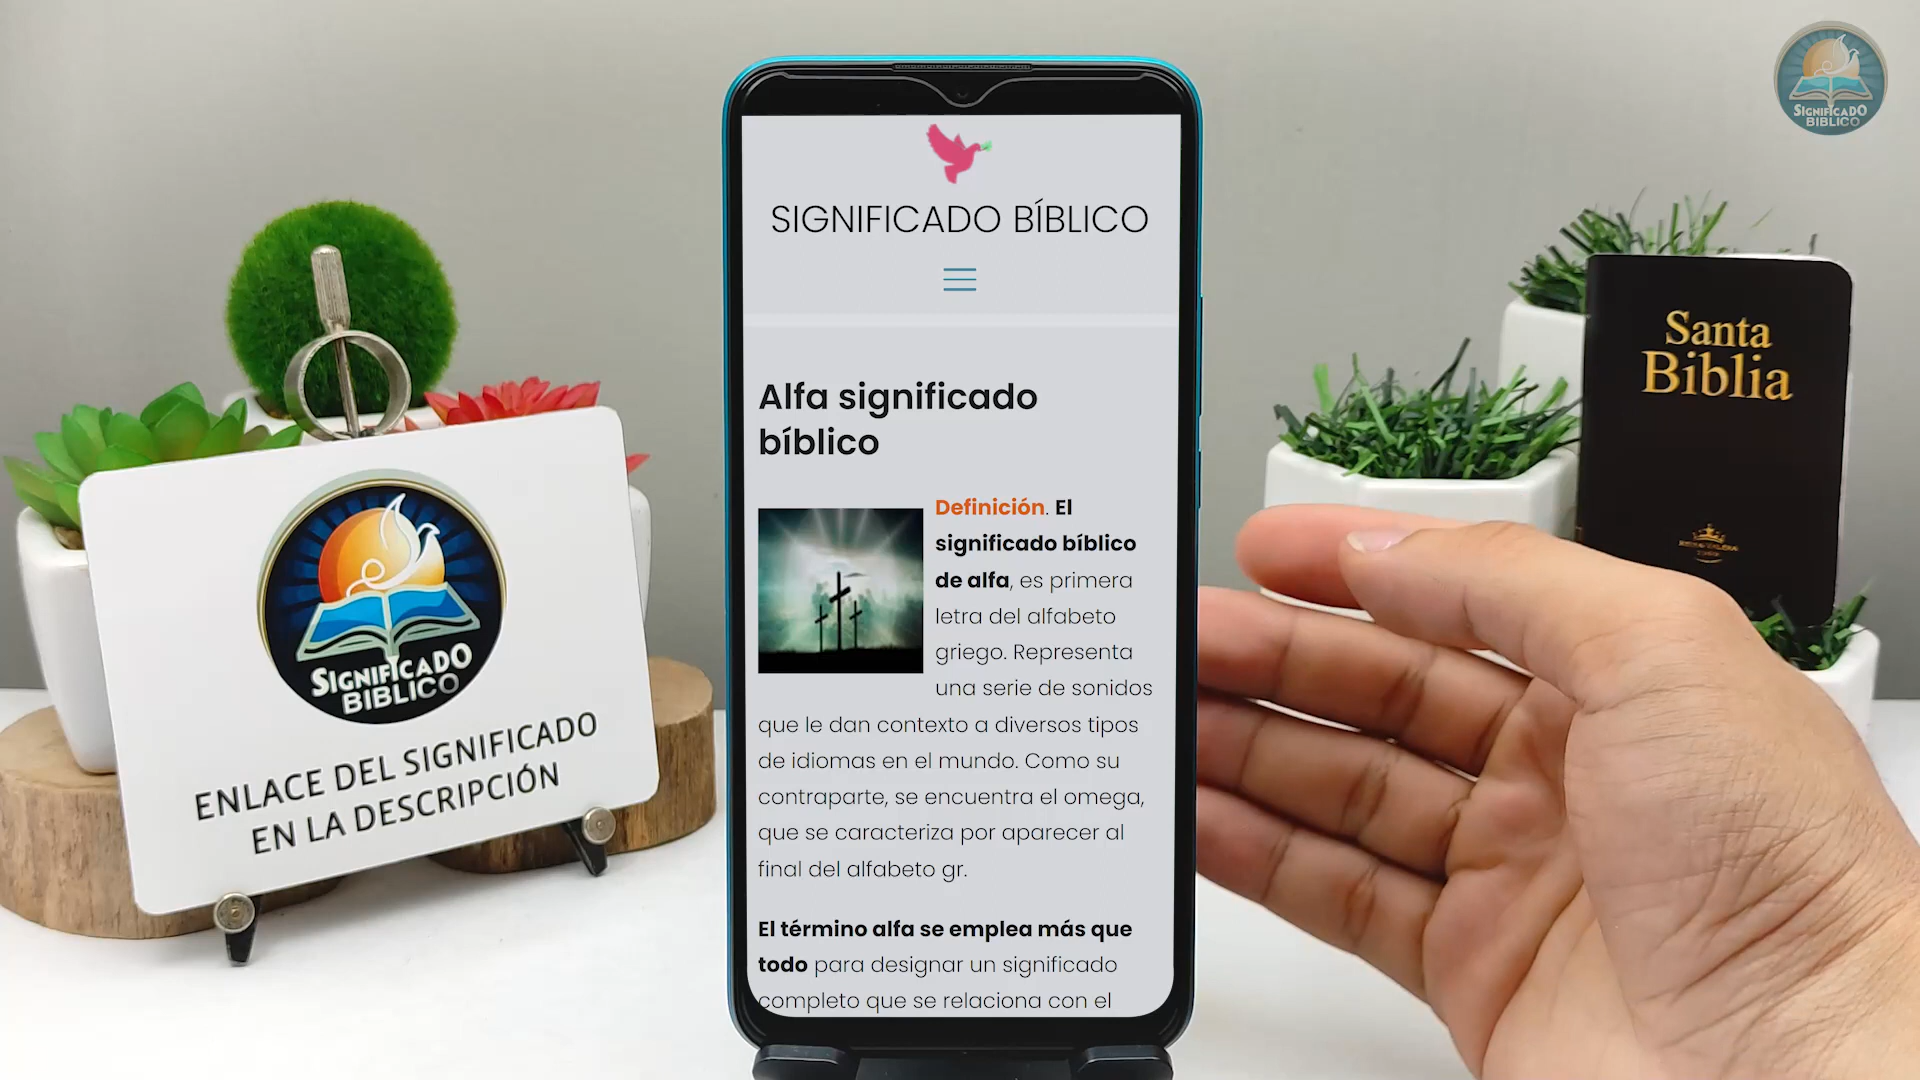 SIGNIFICADO
BIBLICO
SIGNIFICADO BÍBLICO
Alfa significado
bíblico
Definición. El
significado bíblico
de alfa, es primera
letra del alfabeto
griego. Representa
una serie de sonidos
que le dan contexto a diversos tipos
de idiomas en el mundo. Como su
contraparte, se encuentra el omega,
que se caracteriza por aparecer al
final del alfabeto gr.
El término alfa se emplea más que
todo para designar un significado
completo que se relaciona con el
SIGNIFICADO
BIBLICO
ENLACE DEL SIGNIFICADO
EN LA DESCRIPCIÓN
Santa
Biblia